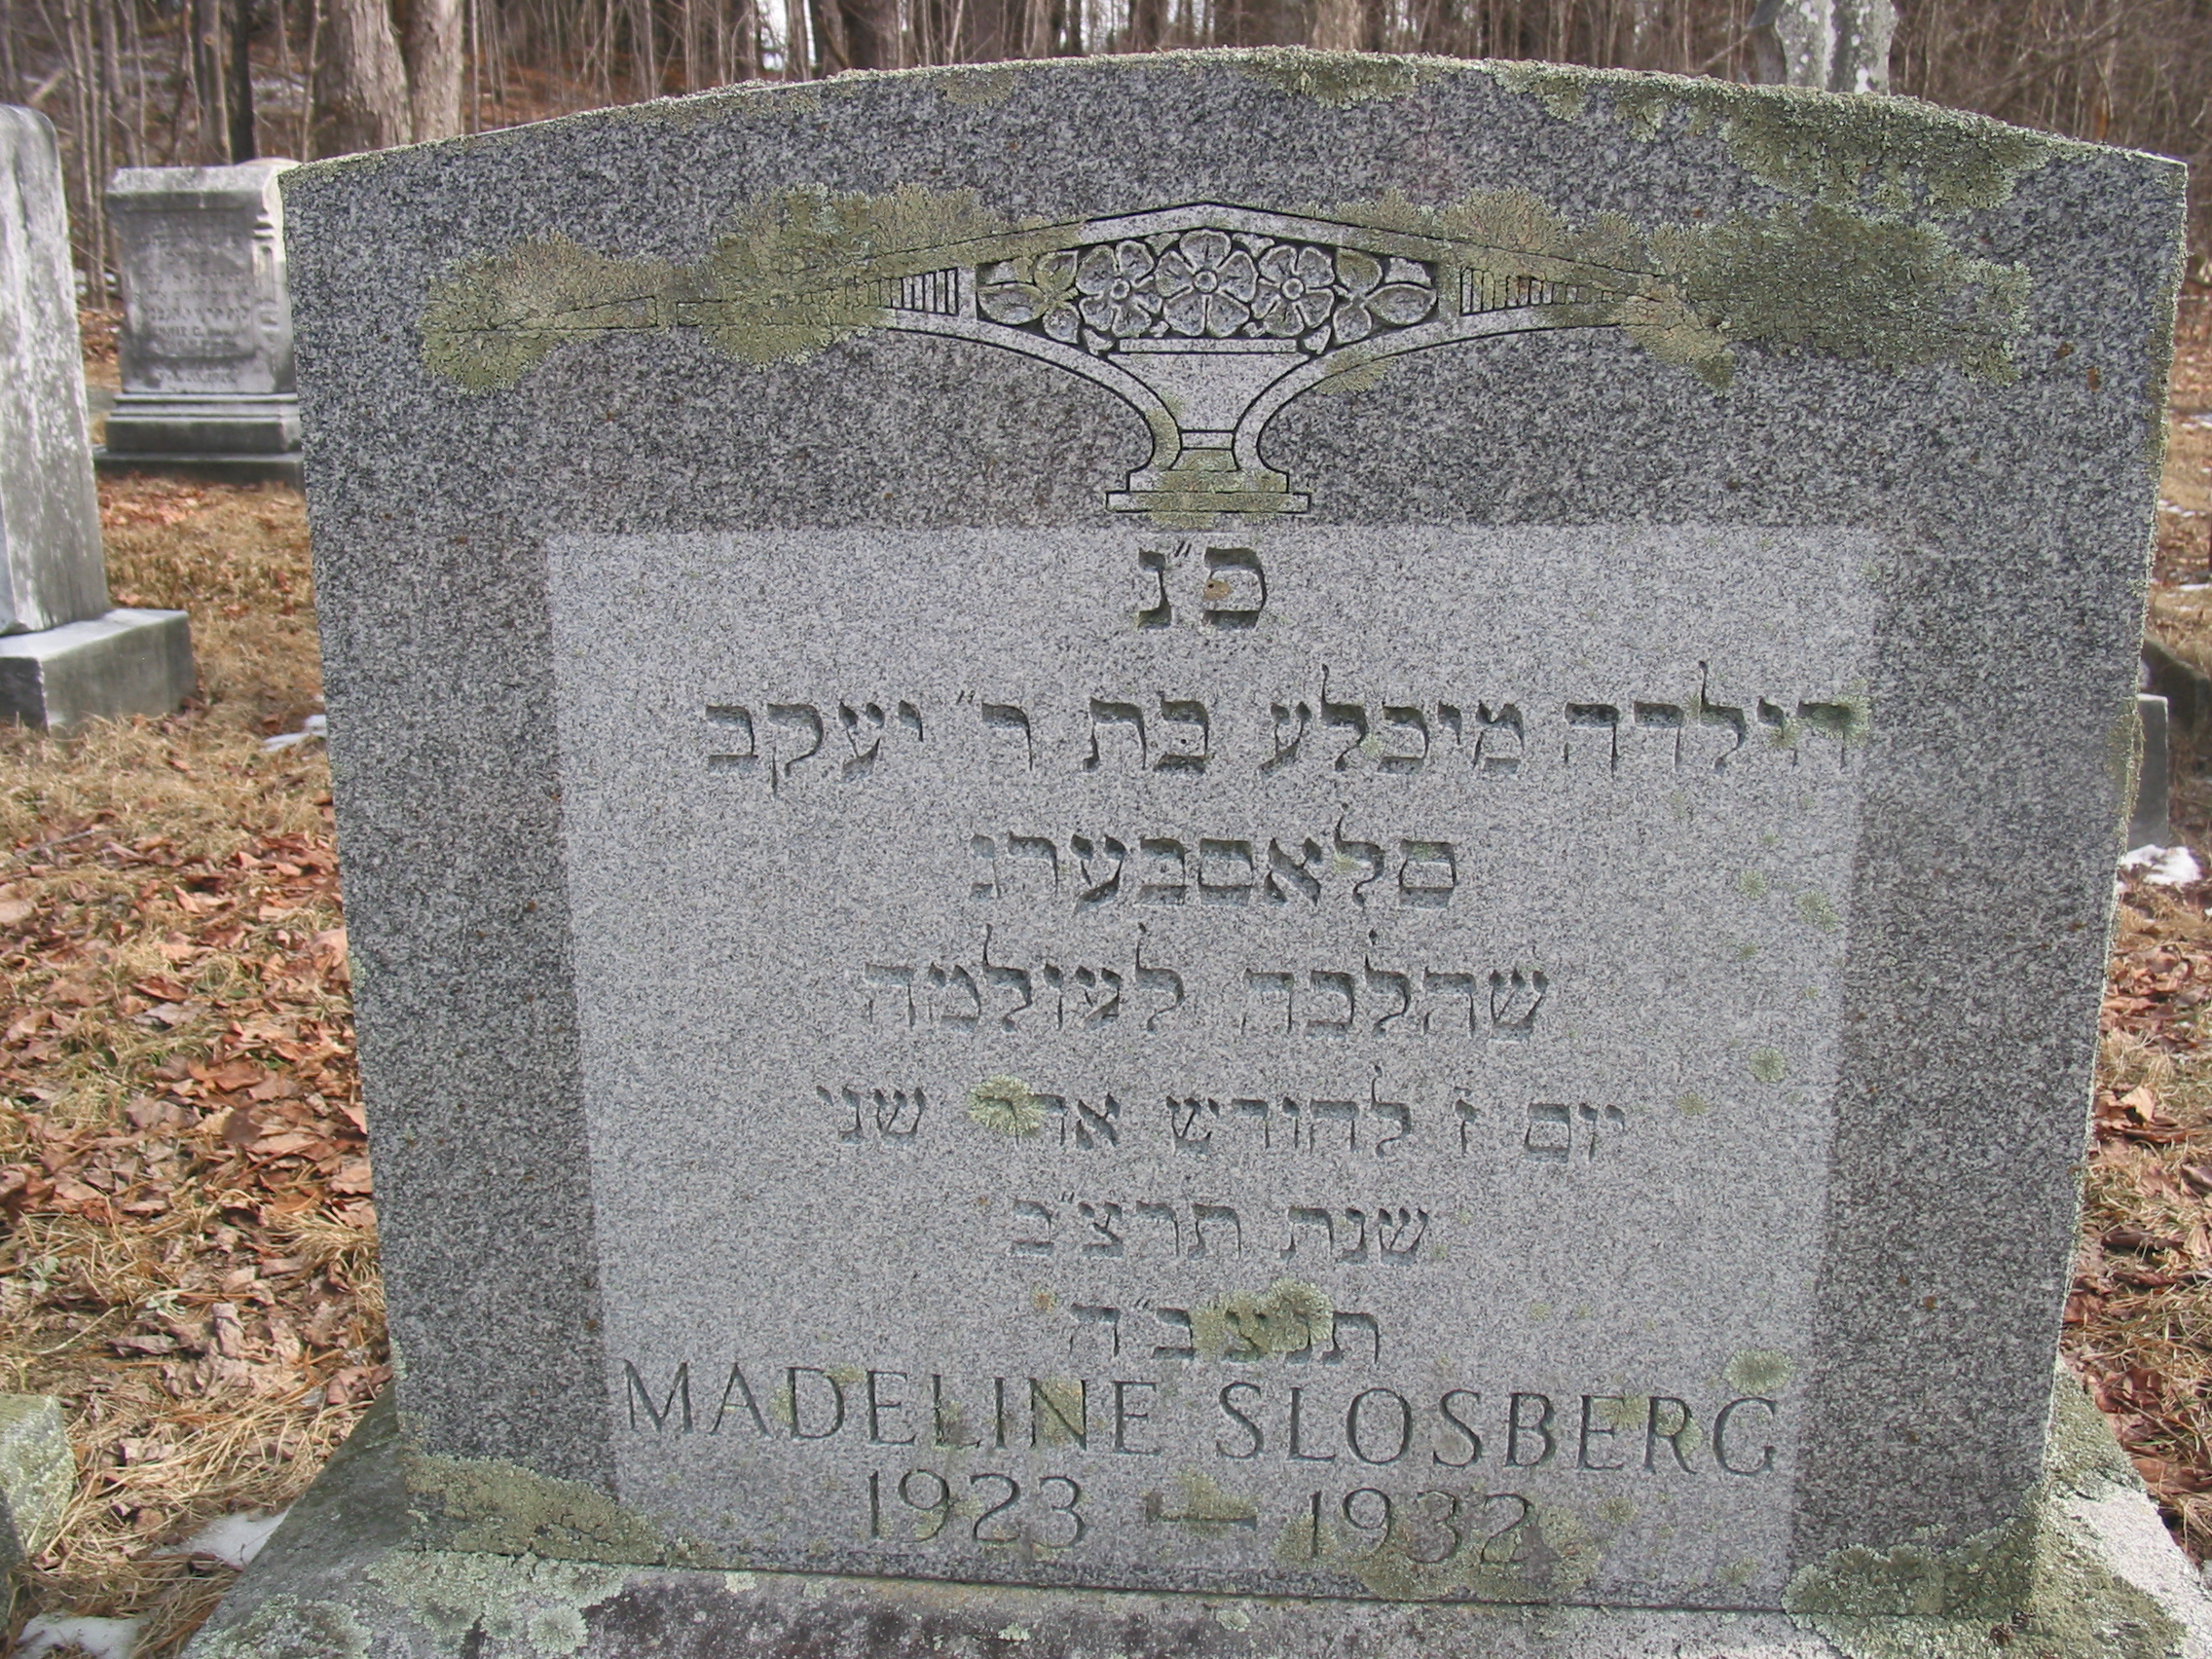 פ"נ
הילדה מיכלע בת ר" יעקב
סלאסבערג
שהלכה לעולמה
יום ז לחודש אדר שני
שנת תרצ"ב
תנצב"ה
MADELINE SLOSBERG
1923 — 1932